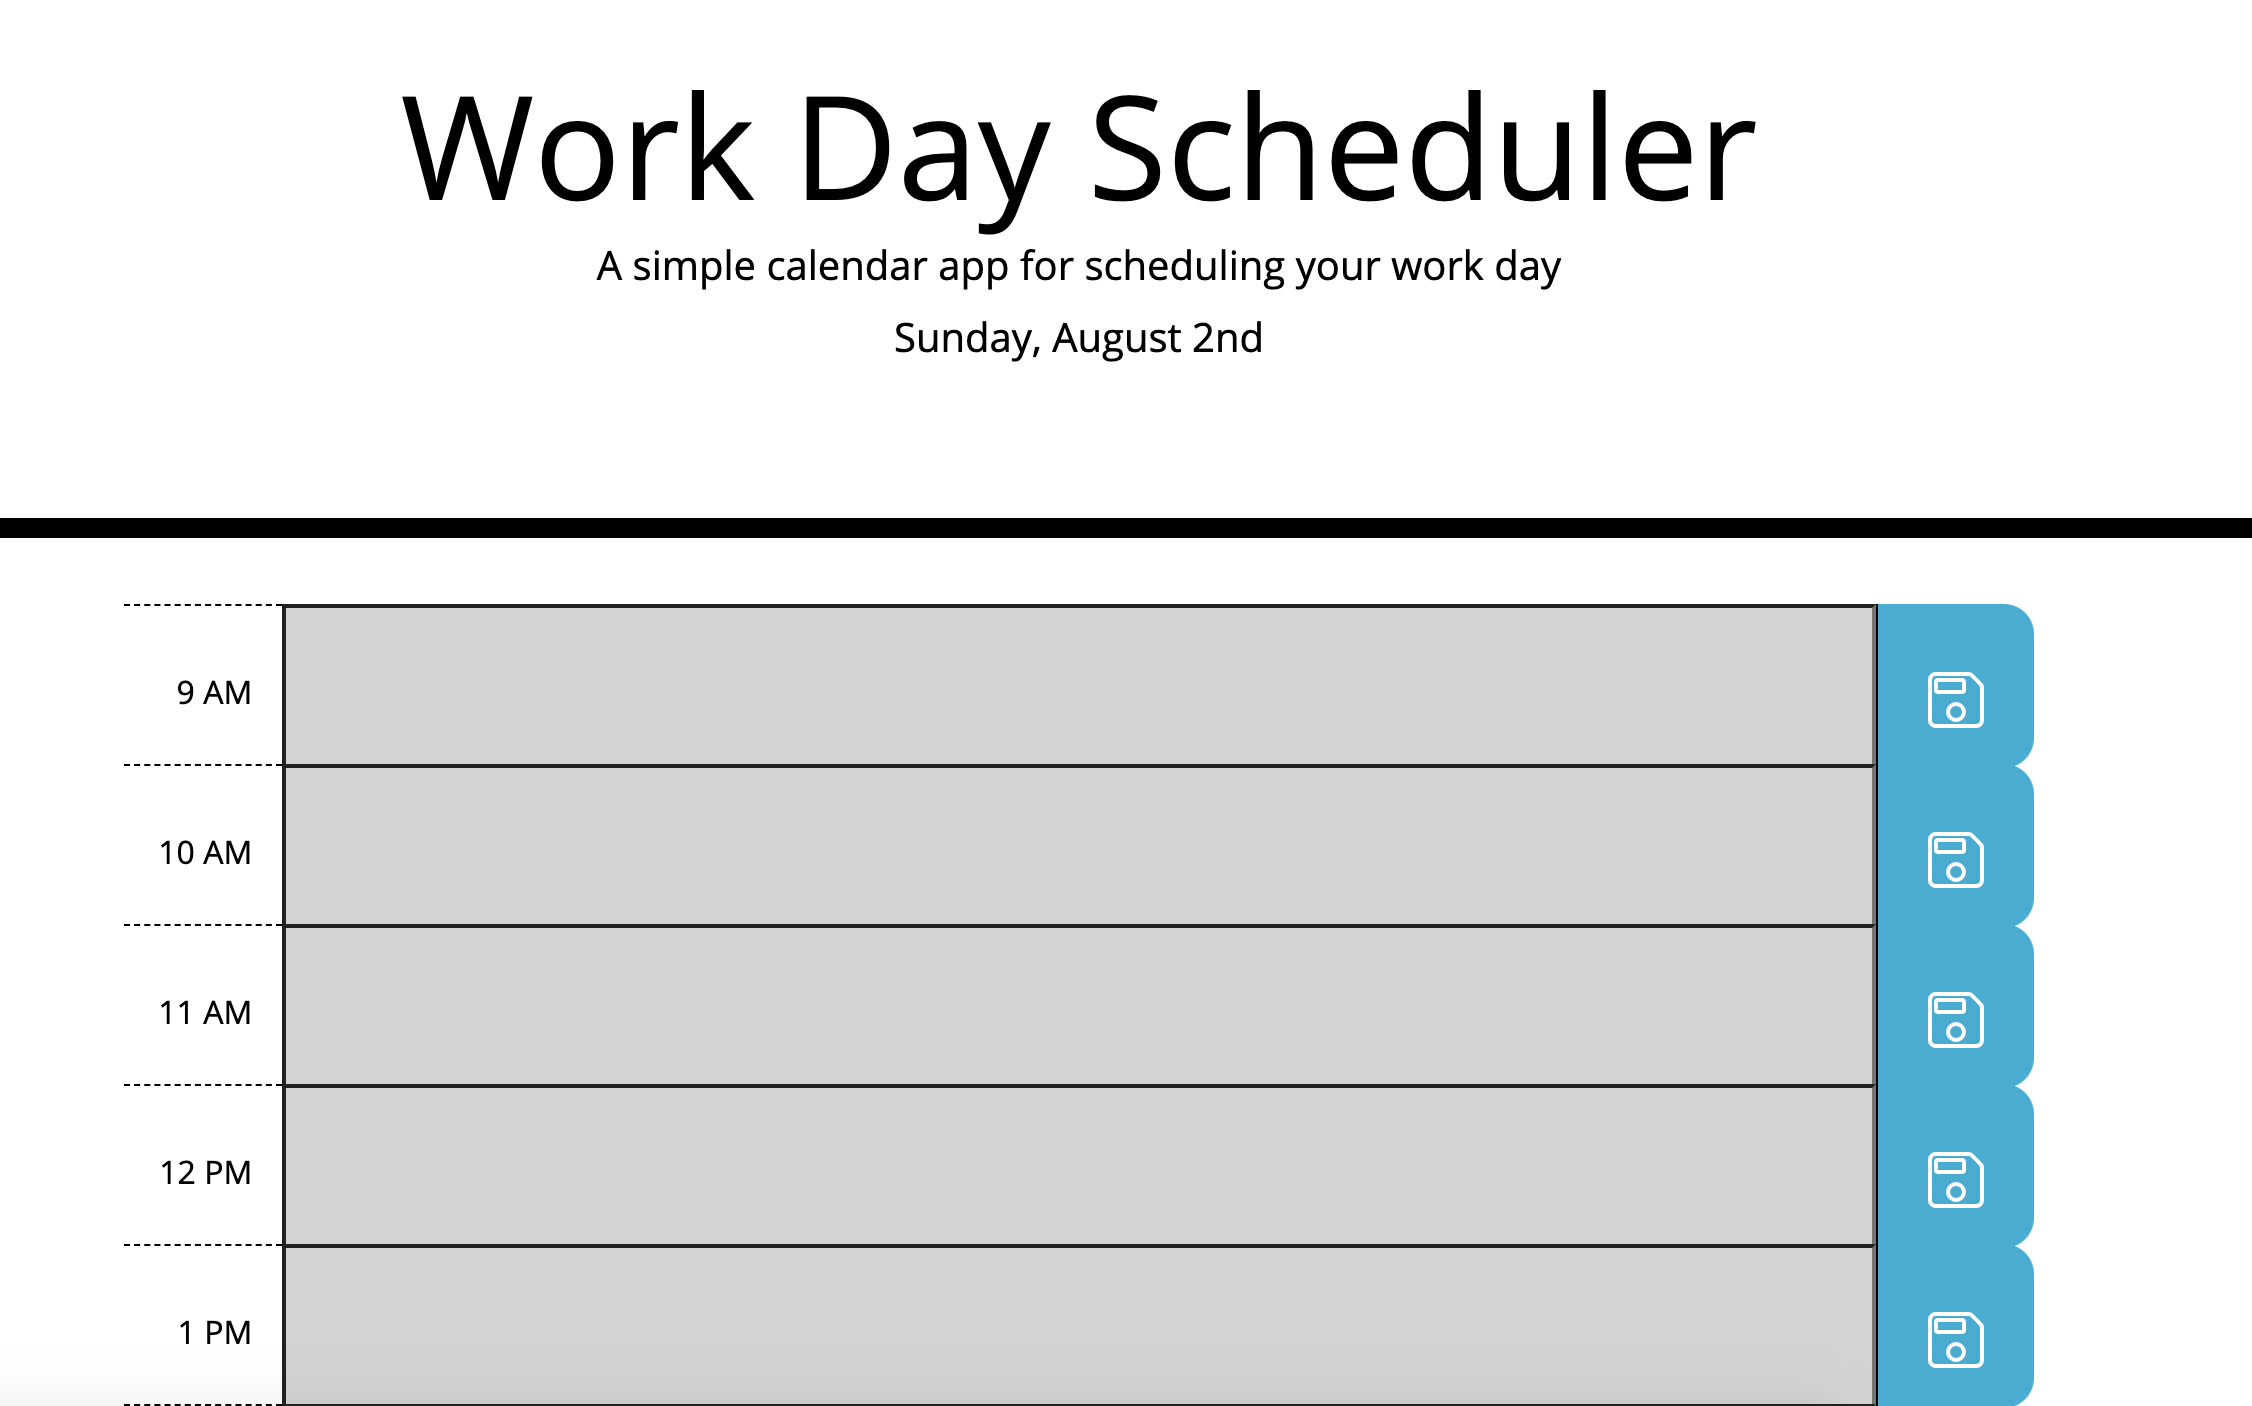 Work Day Scheduler
A simple calendar app for scheduling your work day
Sunday, August 2nd
9 AM
10 AM
11 AM
12 PM
1 PM